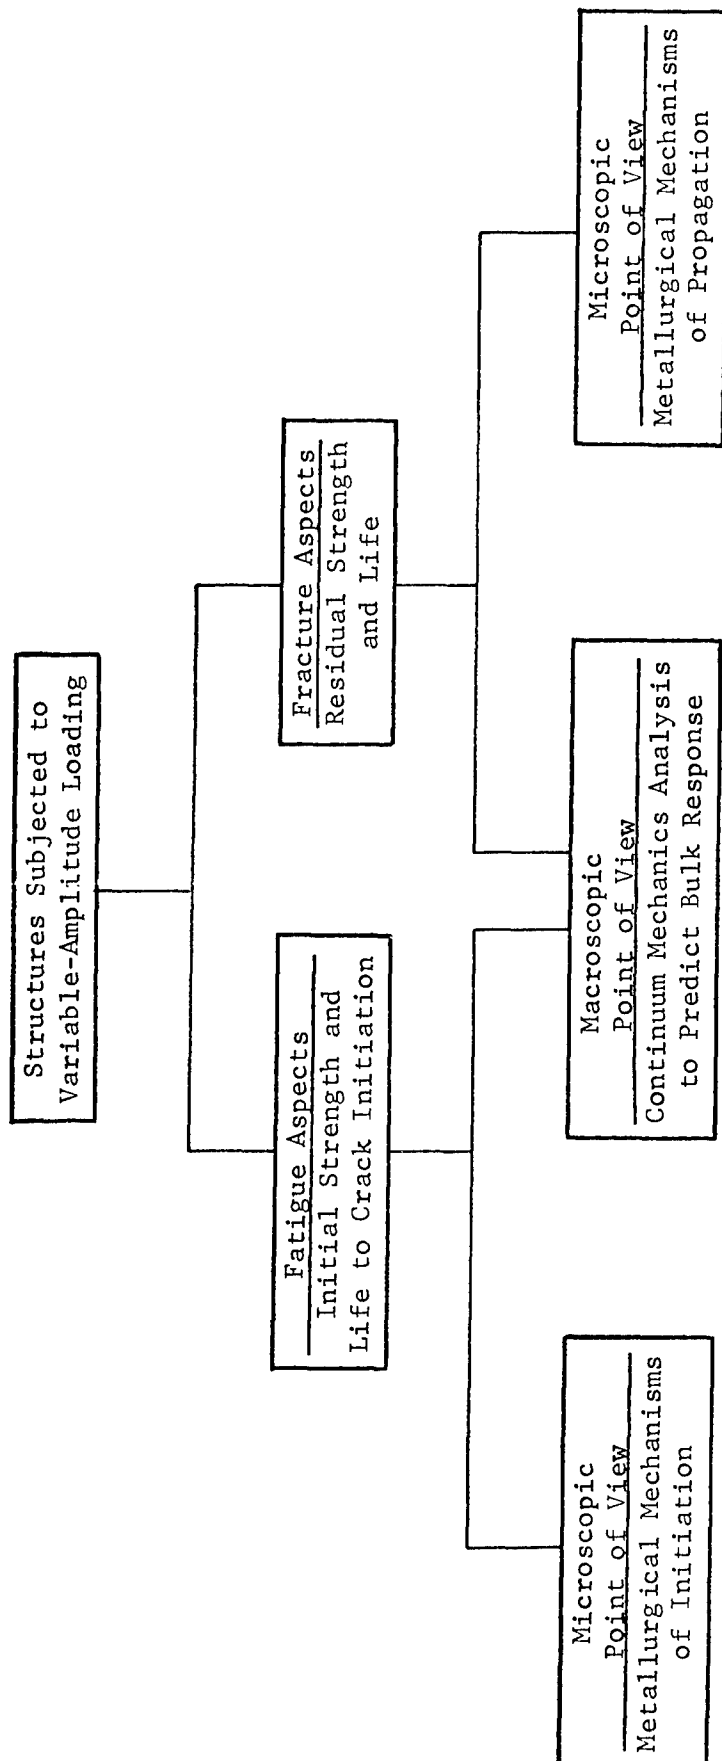 Structures Subjected to
Variable-Amplitude Loading
Fatigue Aspects
Initial Strength and
Life to Crack Initiation
Fracture Aspects
Residual Strength
and Life
Microscopic
Point of View
Metallurgical Mechanisms
of Initiation
Macroscopic
Point of View
Continuum Mechanics Analysis
to Predict Bulk Response
Microscopic
Point of View
Metallurgical Mechanisms
of Propagation